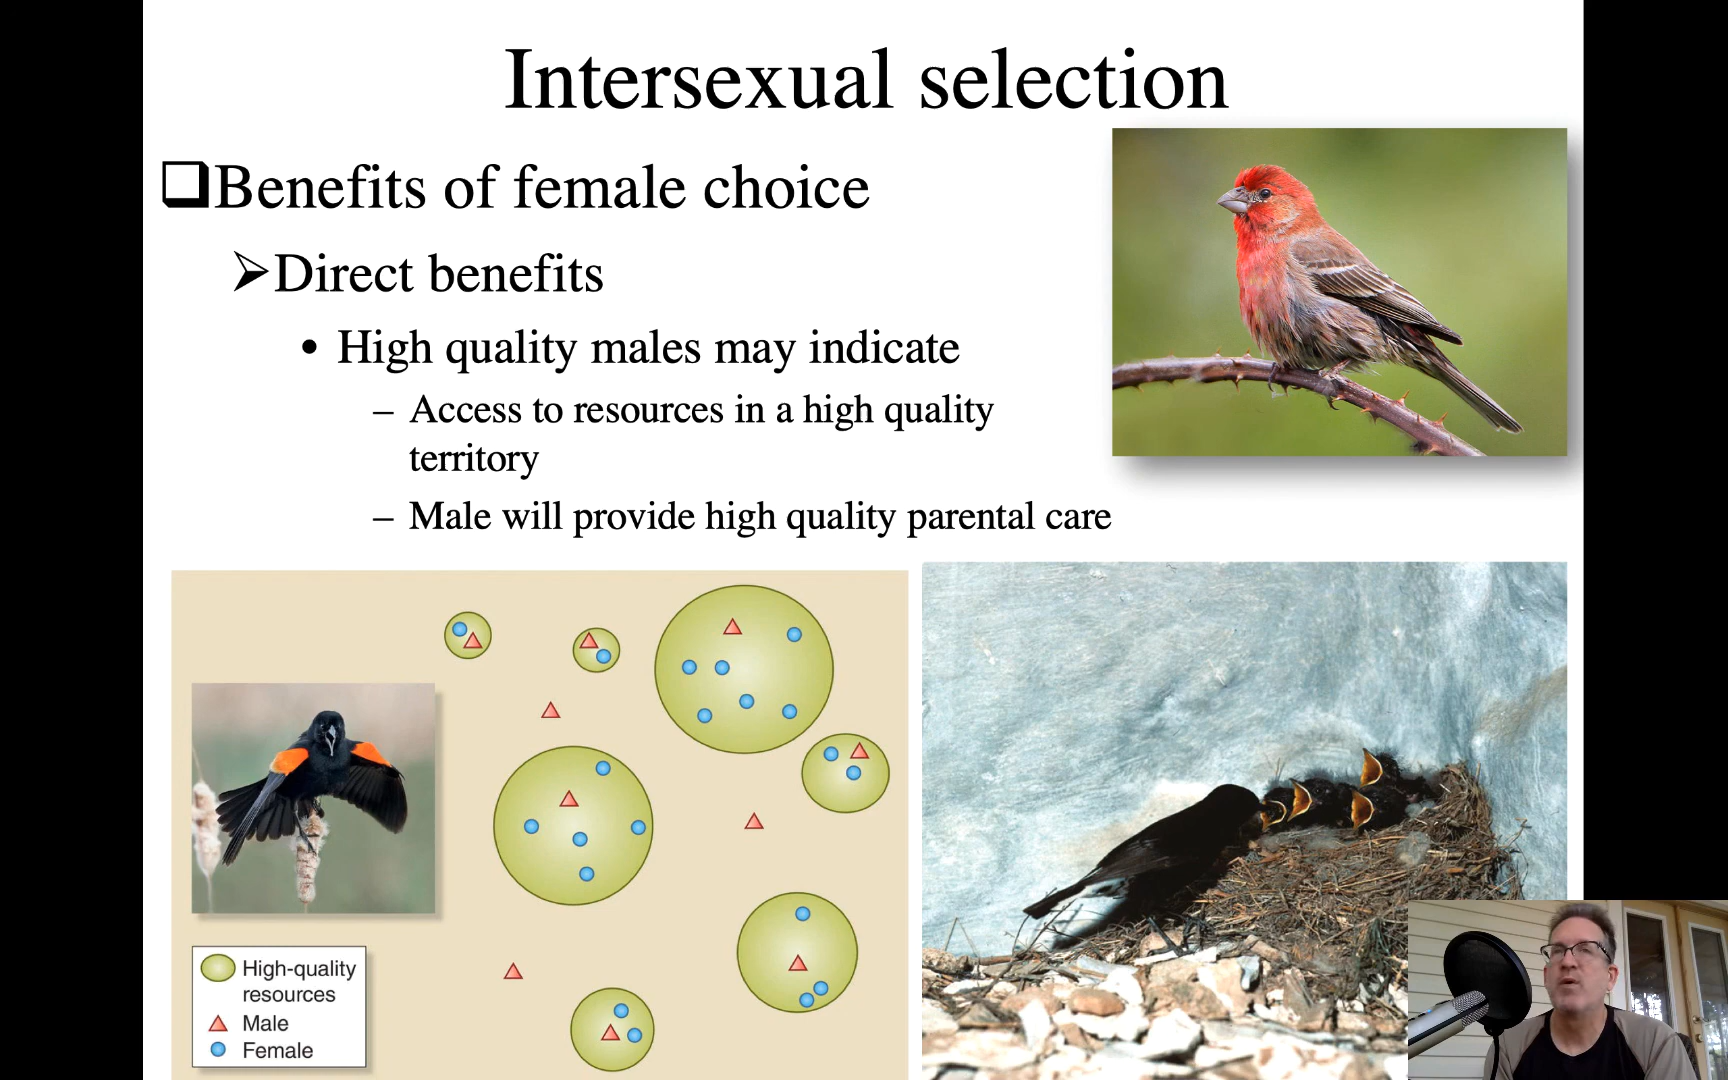 Intersexual selection
Benefits of female choice
Direct benefits
• High quality males may indicate
– Access to resources in a high quality
territory
– Male will provide high quality parental care
High-quality
resources
Male
Female